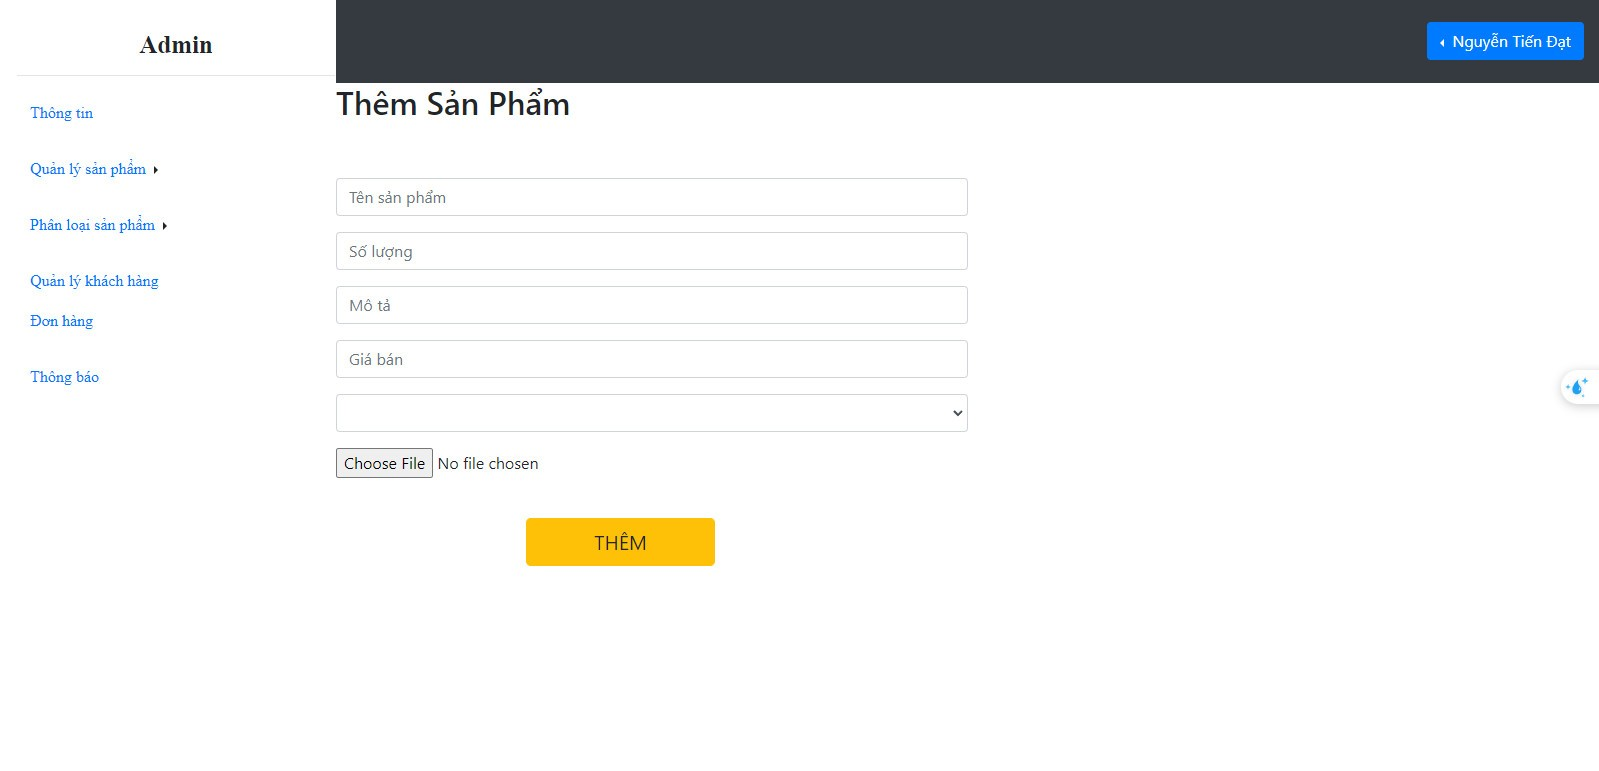 Admin
Nguyễn Tiến Đạt
Thông tin
Quản lý sản phẩm
Phân loại sản phẩm
Quản lý khách hàng
Đơn hàng
Thông báo
Thêm Sản Phẩm
Tên sản phẩm
Số lượng
Mô tả
Giá bán
Choose File No file chosen
THÊM